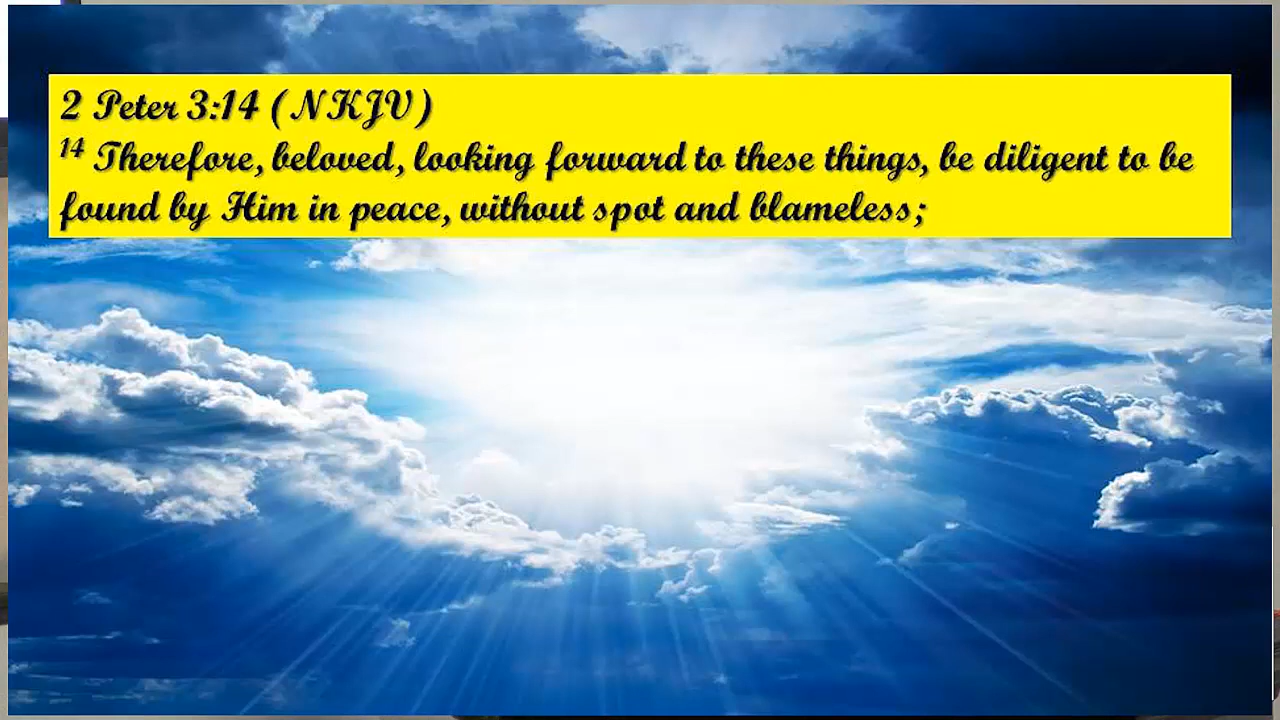 2 Peter 3:14 (NKJV)
14 Therefore, beloved, looking forward to these things, be diligent to be
found by Him in peace, without spot and blameless;